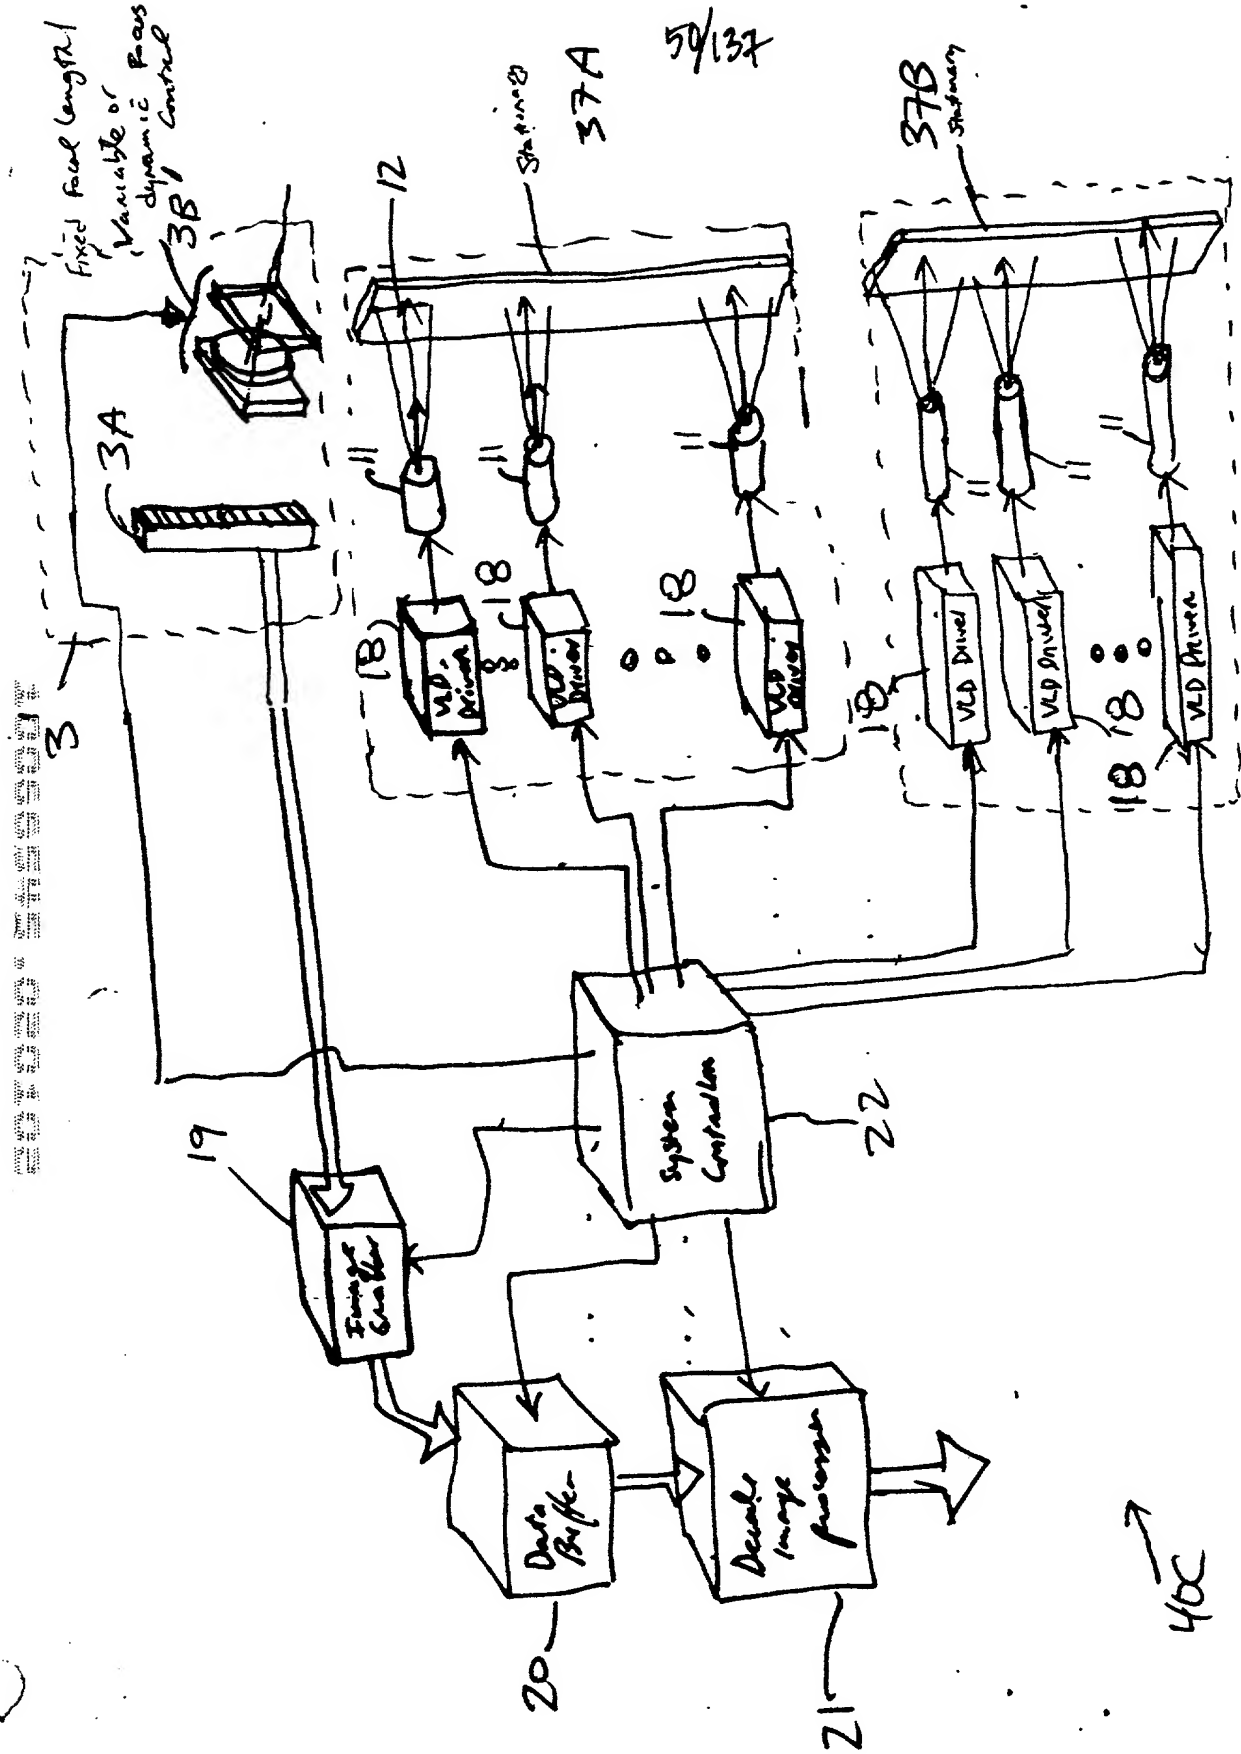 50/137
Fixed Focal Length/
Variable or
dynamic Focus
Control
3B
3
3A
12
11
11
11
18
18
18
VLD
Driver
VLD
Driver
VLD
Driver
Stationary
37A
37B
Stationary
11
11
11
18
18
18
VLD Driver
VLD Driver
VLD Driver
19
Image
Grabber
System
Controller
22
Data
Buffer
20
Decode
image
processor
21
40C